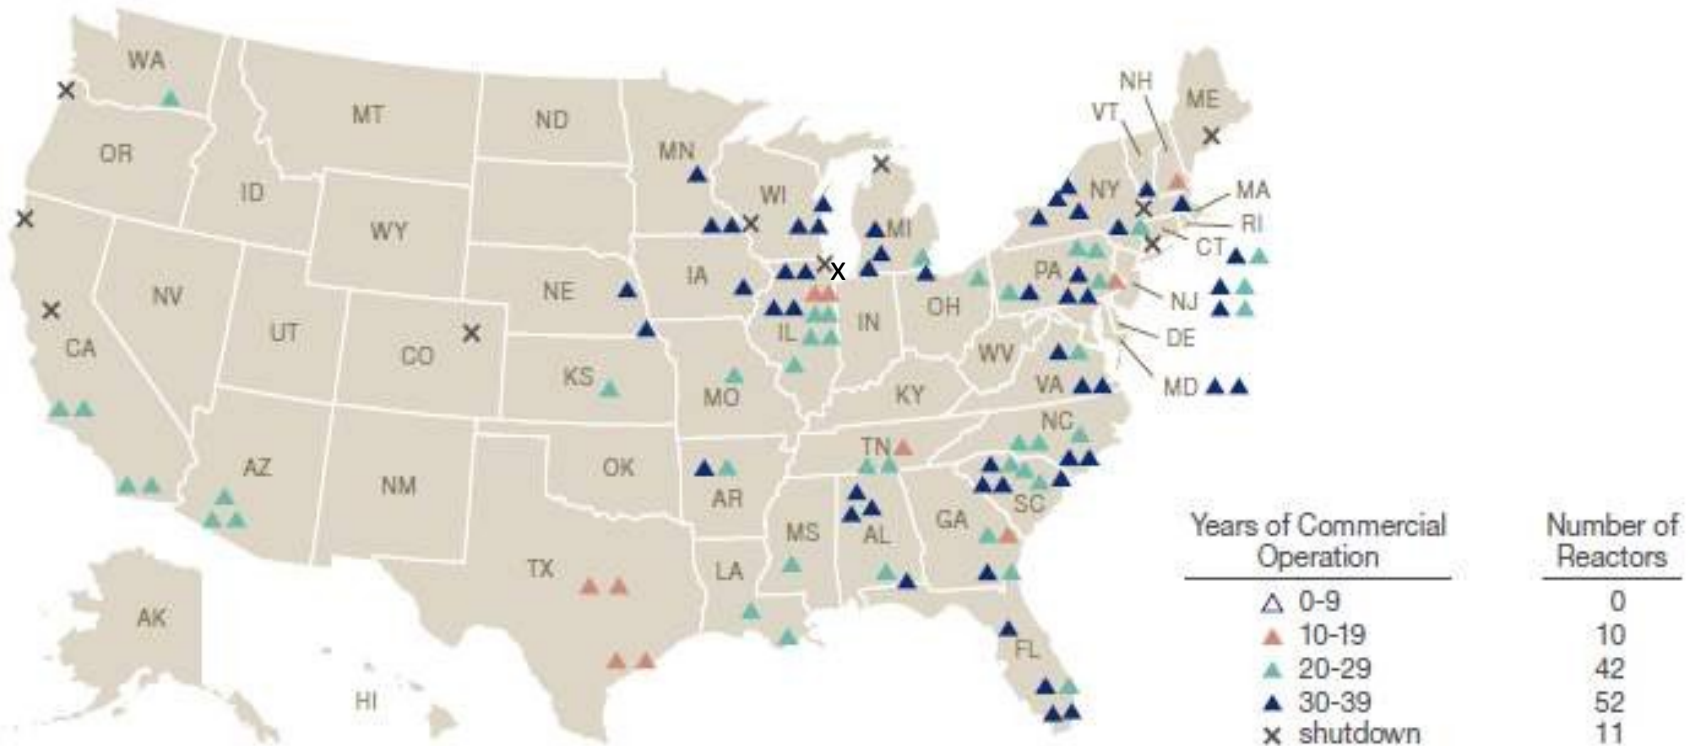 WA
MT
ND
MN
OR
ID
WY
WI
MI
NH
VT
ME
NY
MA
RI
CT
NV
UT
CO
NE
IA
IL
IN
OH
PA
NJ
DE
MD
CA
KS
MO
KY
WV
VA
AZ
NM
OK
AR
TN
NC
SC
MS
AL
GA
TX
LA
AK
HI
FL
X
Years of Commercial Operation
Number of Reactors
0-9 0
10-19 10
20-29 42
30-39 52
shutdown 11